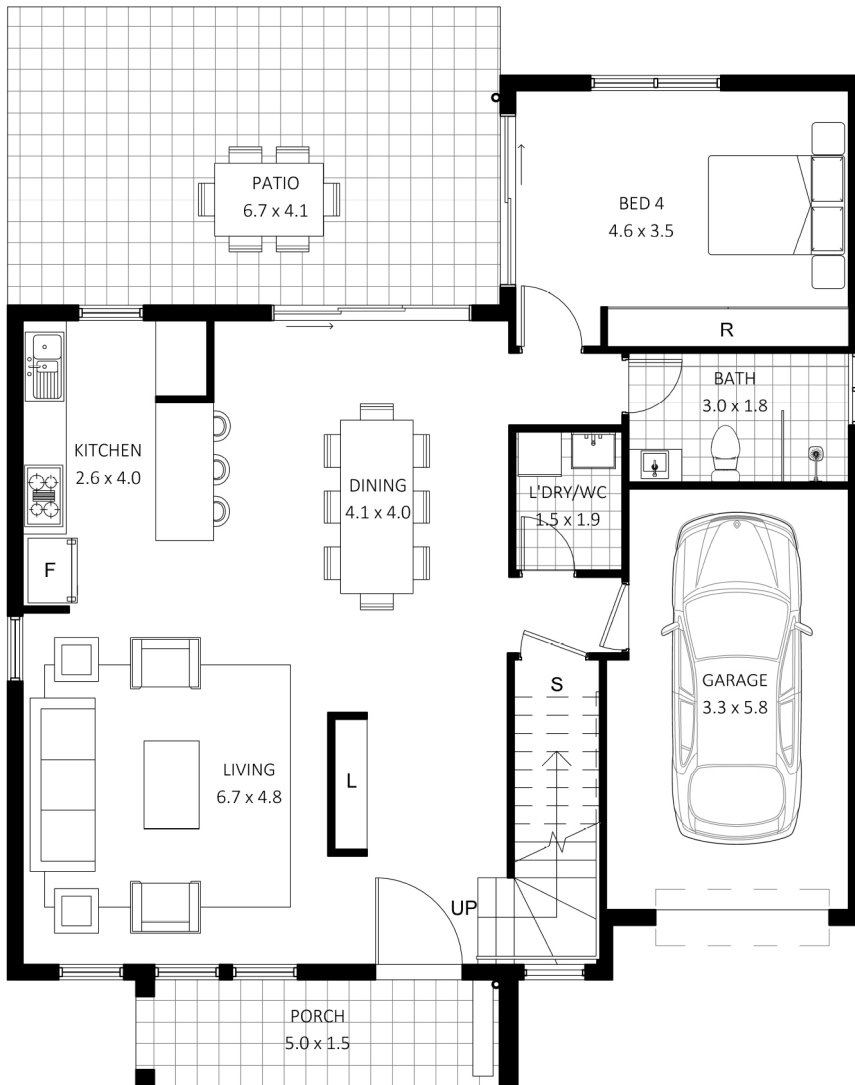 PATIO
6.7 x 4.1
BED 4
4.6 x 3.5
R
BATH
3.0 x 1.8
KITCHEN
2.6 x 4.0
DINING
4.1 x 4.0
L'DRY/WC
1.5 x 1.9
F
S
GARAGE
3.3 x 5.8
LIVING
6.7 x 4.8
L
UP
PORCH
5.0 x 1.5